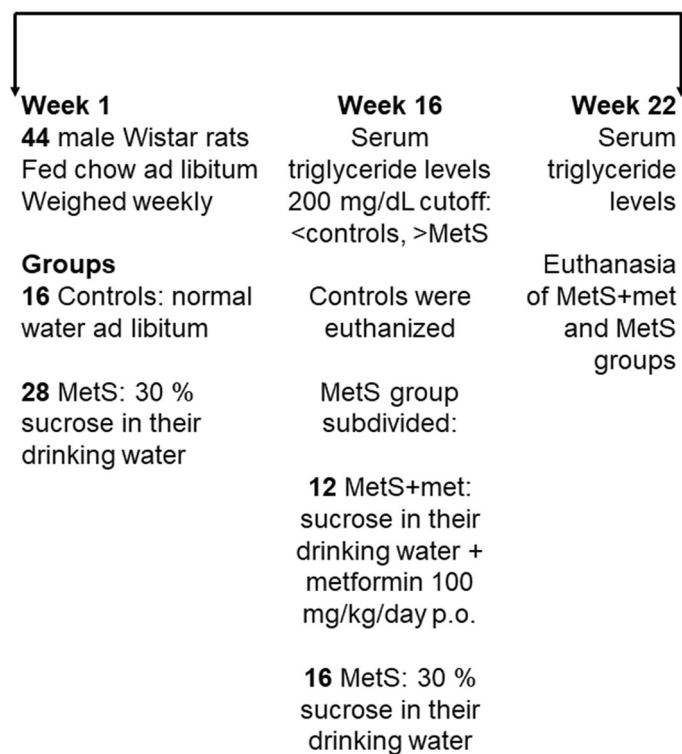 Week 1
44 male Wistar rats
Fed chow ad libitum
Weighed weekly
Groups
16 Controls: normal
water ad libitum
28 MetS: 30 %
sucrose in their
drinking water
Week 16
Serum
triglyceride levels
200 mg/dL cutoff:
<controls, >MetS
Controls were
euthanized
MetS group
subdivided:
12 MetS+met:
sucrose in their
drinking water +
metformin 100
mg/kg/day p.o.
16 MetS: 30 %
sucrose in their
drinking water
Week 22
Serum
triglyceride
levels
Euthanasia
of MetS+met
and MetS
groups